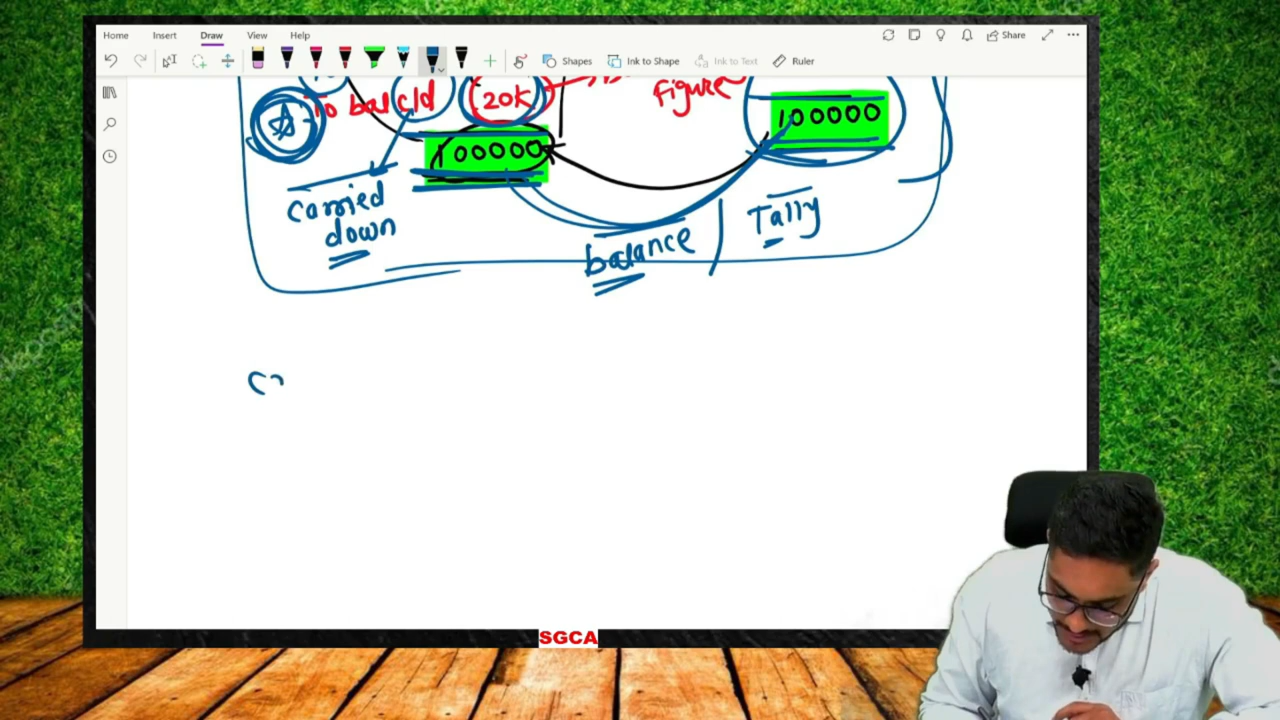 Home Insert Draw View Help
Share
Shapes Ink to Shape Ink to Text Ruler
To bal c/d 20K Figure
100000
100000
Carried down
Tally
balance
SGCA